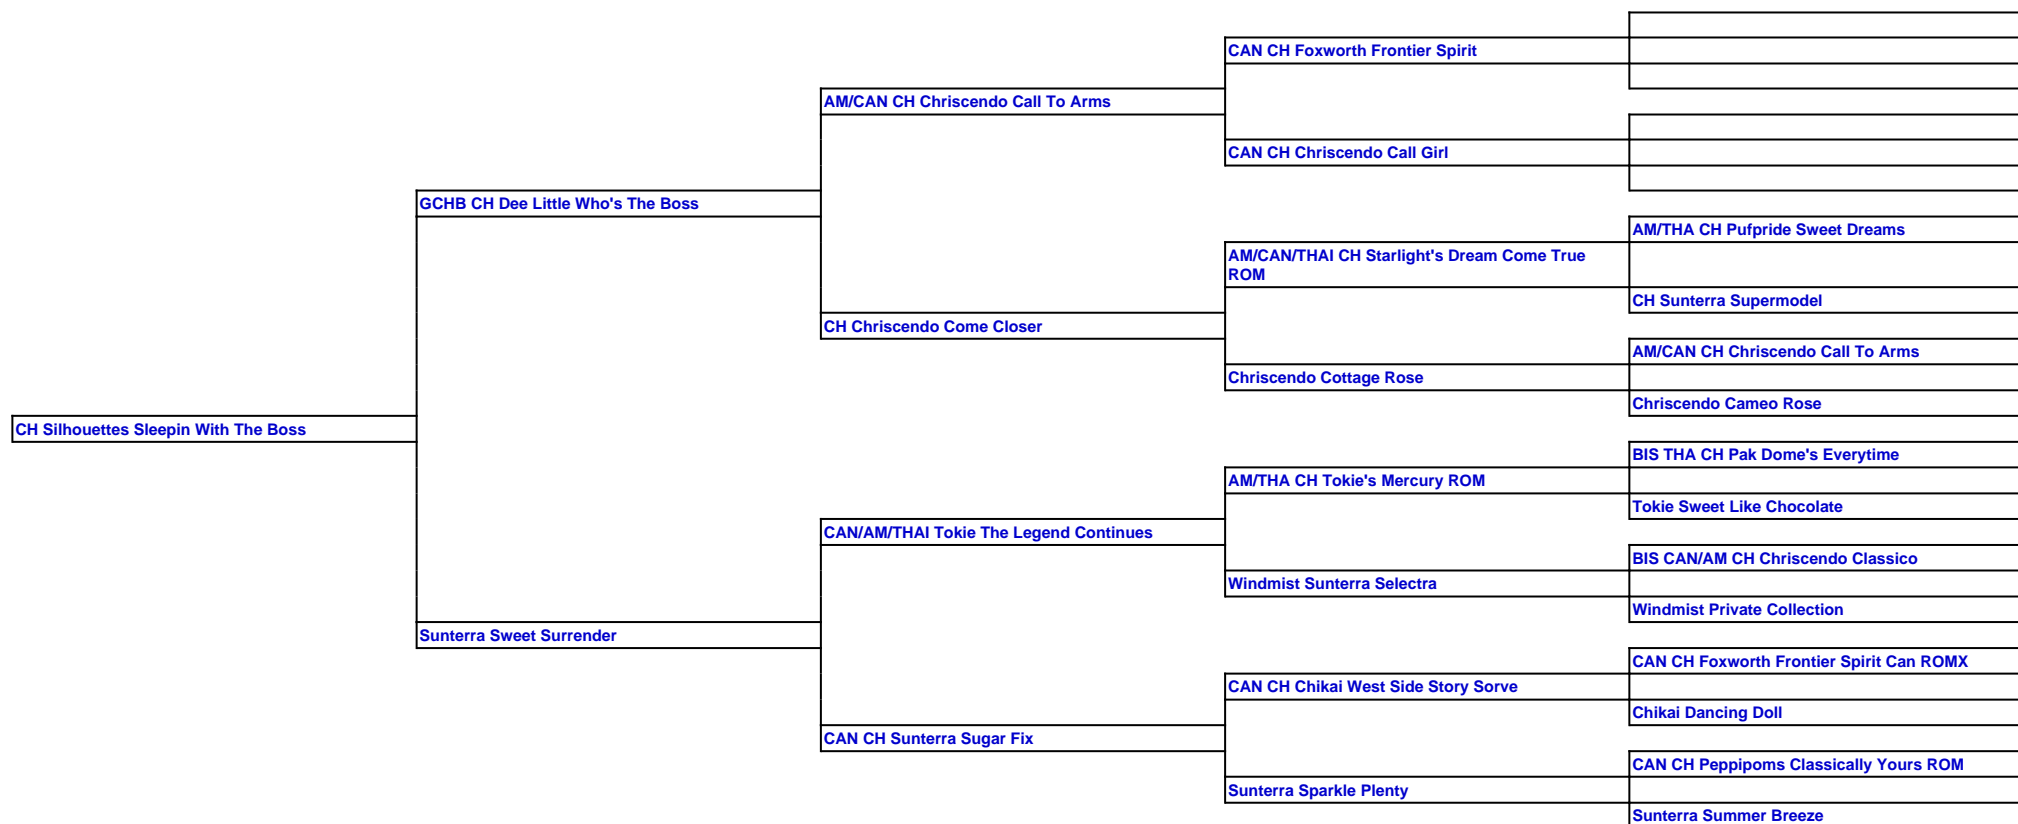 CAN CH Foxworth Frontier Spirit
AM/CAN CH Chriscendo Call To Arms
CAN CH Chriscendo Call Girl
GCHB CH Dee Little Who's The Boss
AM/THA CH Pufpride Sweet Dreams
AM/CAN/THAI CH Starlight's Dream Come True
ROM
CH Sunterra Supermodel
CH Chriscendo Come Closer
AM/CAN CH Chriscendo Call To Arms
Chriscendo Cottage Rose
Chriscendo Cameo Rose
CH Silhouettes Sleepin With The Boss
BIS THA CH Pak Dome's Everytime
AM/THA CH Tokie's Mercury ROM
Tokie Sweet Like Chocolate
CAN/AM/THAI Tokie The Legend Continues
BIS CAN/AM CH Chriscendo Classico
Windmist Sunterra Selectra
Windmist Private Collection
Sunterra Sweet Surrender
CAN CH Foxworth Frontier Spirit Can ROMX
CAN CH Chikai West Side Story Sorve
Chikai Dancing Doll
CAN CH Sunterra Sugar Fix
CAN CH Peppipoms Classically Yours ROM
Sunterra Sparkle Plenty
Sunterra Summer Breeze